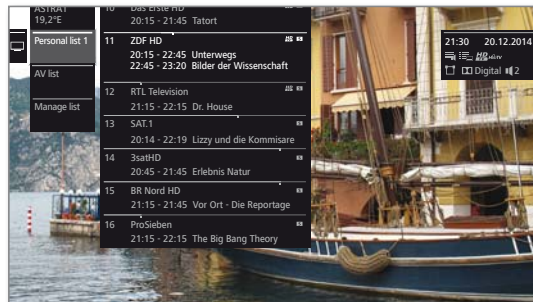 ASTRA1
19,2°E
Personal list 1
AV list
Manage list
10 Das Erste HD
20:15 - 21:45 Tatort
11 ZDF HD
20:15 - 22:45 Unterwegs
22:45 - 23:20 Bilder der Wissenschaft
12 RTL Television
21:15 - 22:15 Dr. House
13 SAT.1
20:14 - 22:19 Lizzy und die Kommisare
14 3satHD
20:45 - 21:45 Erlebnis Natur
15 BR Nord HD
21:15 - 21:45 Vor Ort - Die Reportage
16 ProSieben
21:15 - 22:15 The Big Bang Theory
21:30 20.12.2014
Digital 2